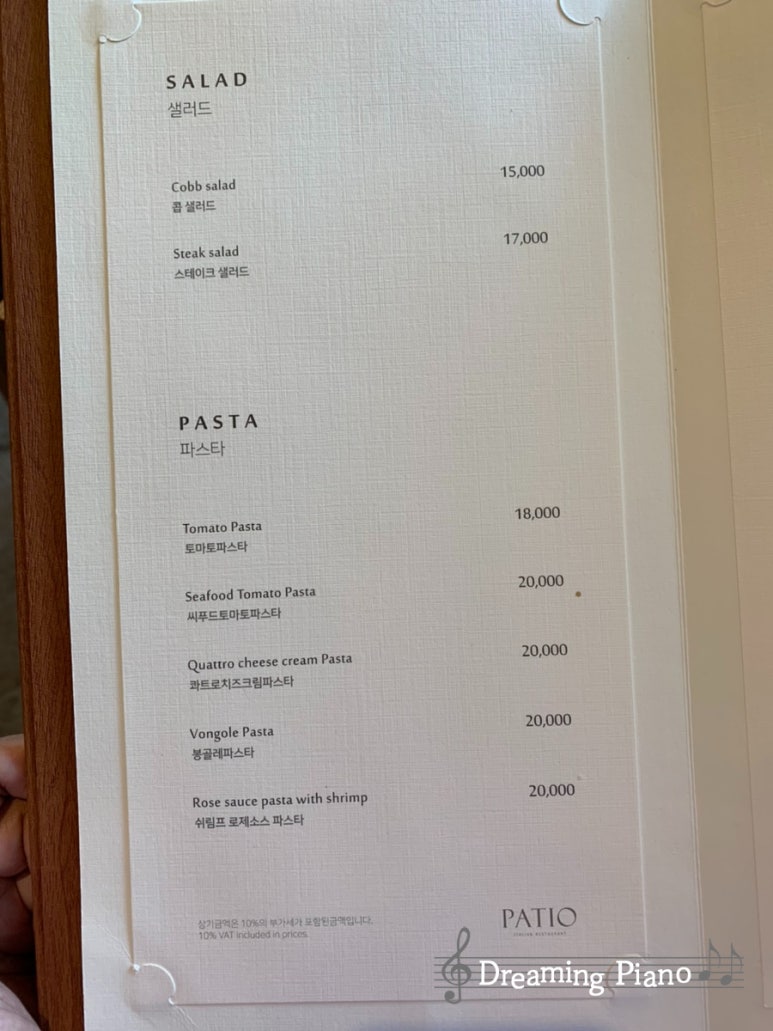 SALAD
샐러드
Cobb salad 15,000
콥 샐러드
Steak salad 17,000
스테이크 샐러드
PASTA
파스타
Tomato Pasta 18,000
토마토파스타
Seafood Tomato Pasta 20,000
씨푸드토마토파스타
Quattro cheese cream Pasta 20,000
콰트로치즈크림파스타
Vongole Pasta 20,000
봉골레파스타
Rose sauce pasta with shrimp 20,000
쉬림프 로제소스 파스타
상기금액은 10%의 부가세가 포함된금액입니다.
10% VAT included in prices.
PATIO
ITALIAN RESTAURANT
Dreaming Piano